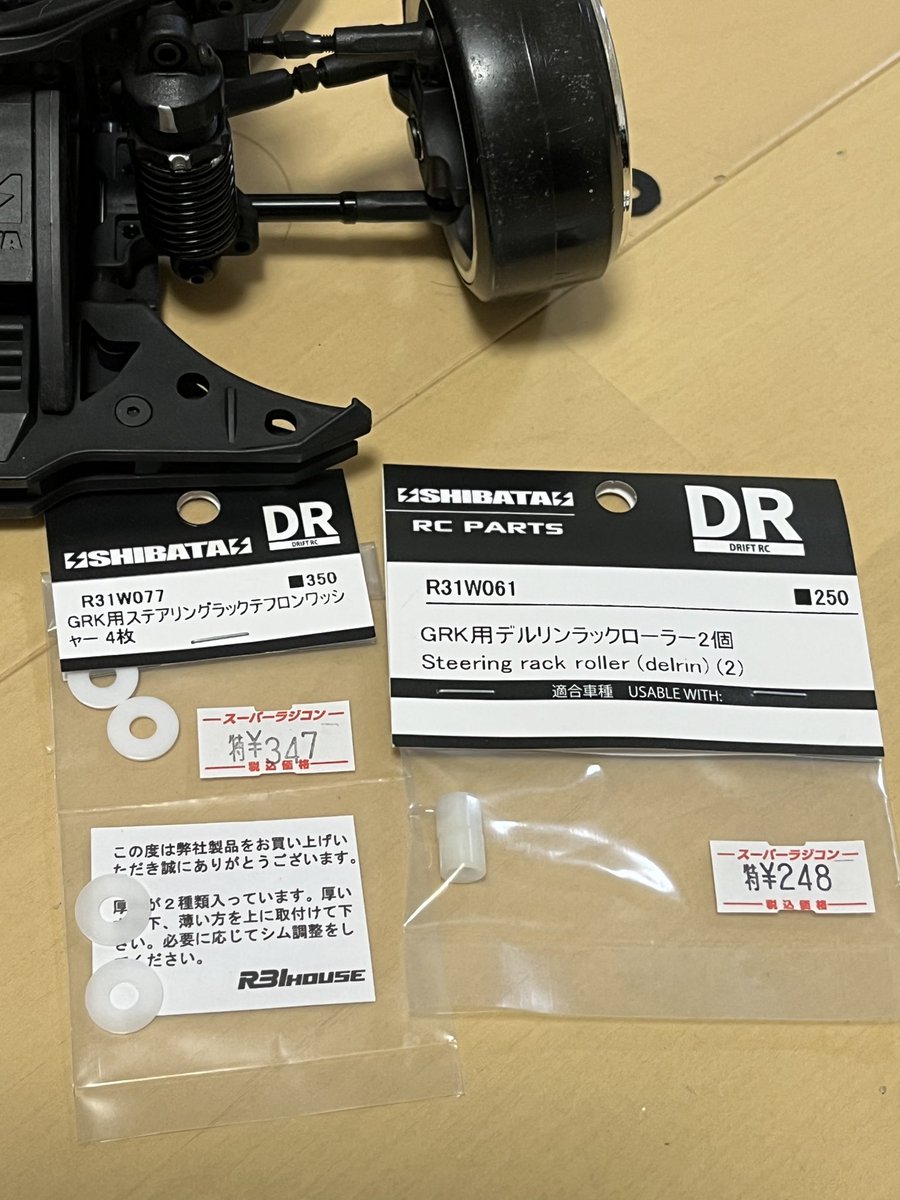 SHIBATA
DR
DRIFT RC
R31W077
■350
GRK用ステアリングラックテフロンワッシ
ャー 4枚
スーパーラジコン
特¥347
税込価格
この度は弊社製品をお買い上げい
ただき誠にありがとうございます。
厚 が２種類入っています。厚い
下、薄い方を上に取付けて下
さい。必要に応じてシム調整をし
ください。
R31HOUSE
SHIBATA
RC PARTS
DR
DRIFT RC
R31W061
■250
GRK用デルリンラックローラー2個
Steering rack roller (delrin) (2)
適合車種 USABLE WITH:
スーパーラジコン
特¥248
税込価格